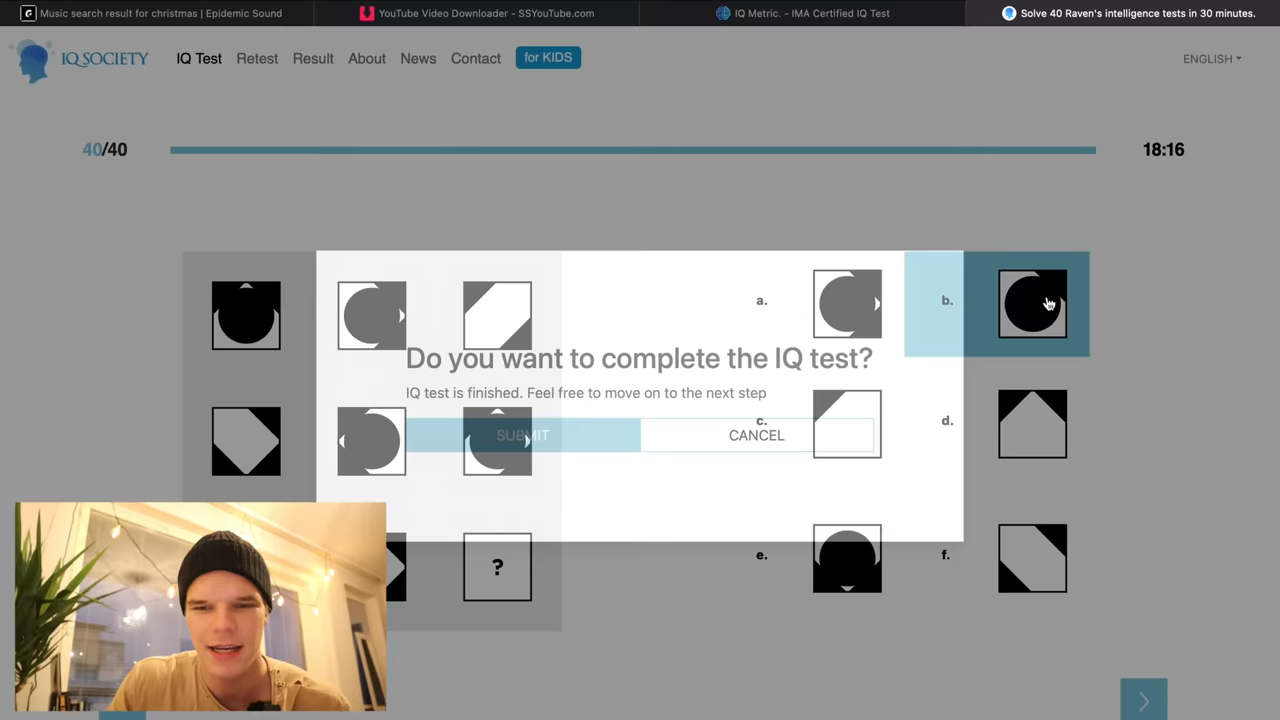 Music search result for christmas | Epidemic Sound
YouTube Video Downloader - SSYouTube.com
IQ Metric. - IMA Certified IQ Test
Solve 40 Raven's intelligence tests in 30 minutes.
IQ SOCIETY
IQ Test
Retest
Result
About
News
Contact
for KIDS
ENGLISH
40/40
18:16
a.
b.
Do you want to complete the IQ test?
IQ test is finished. Feel free to move on to the next step
c.
d.
SUBMIT
CANCEL
e.
f.
?